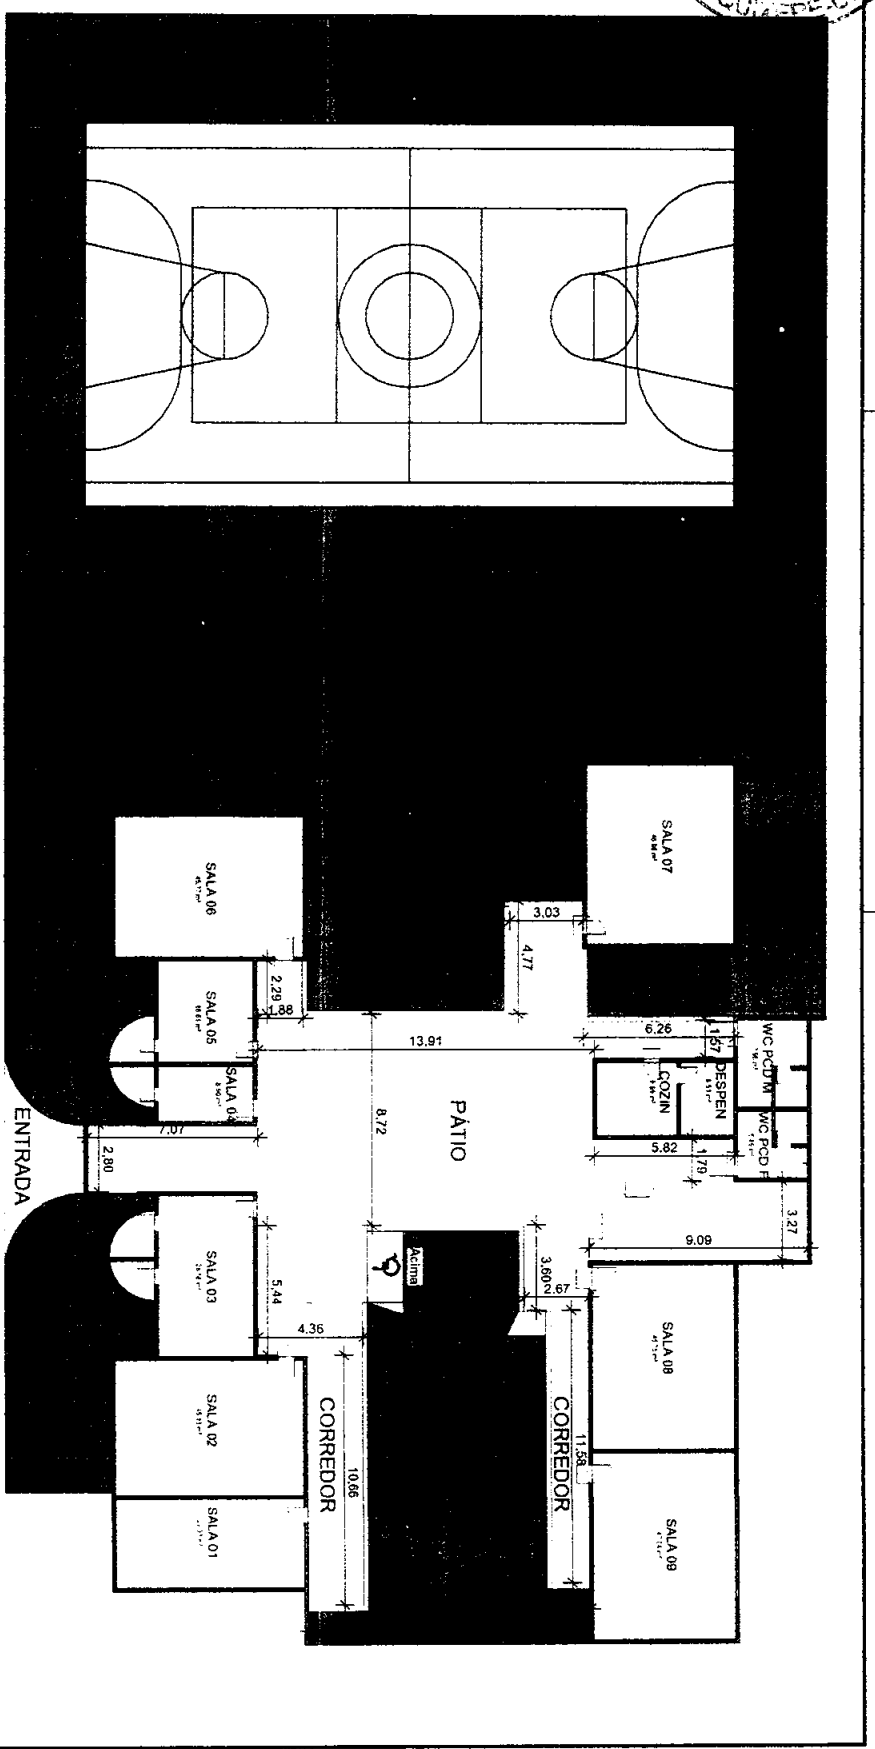 SALA 07
SALA 06
3.03
4.77
2.29
1.88
SALA 05
SALA 04
13.91
6.26
1.57
WC PCD M
DESPEN
COZIN
WC PCD F
5.82
1.79
3.27
9.09
PÁTIO
8.72
7.07
2.80
ENTRADA
SALA 03
5.44
4.36
Acima
3.60
2.67
SALA 08
SALA 02
CORREDOR
10.66
CORREDOR
11.58
SALA 01
SALA 09